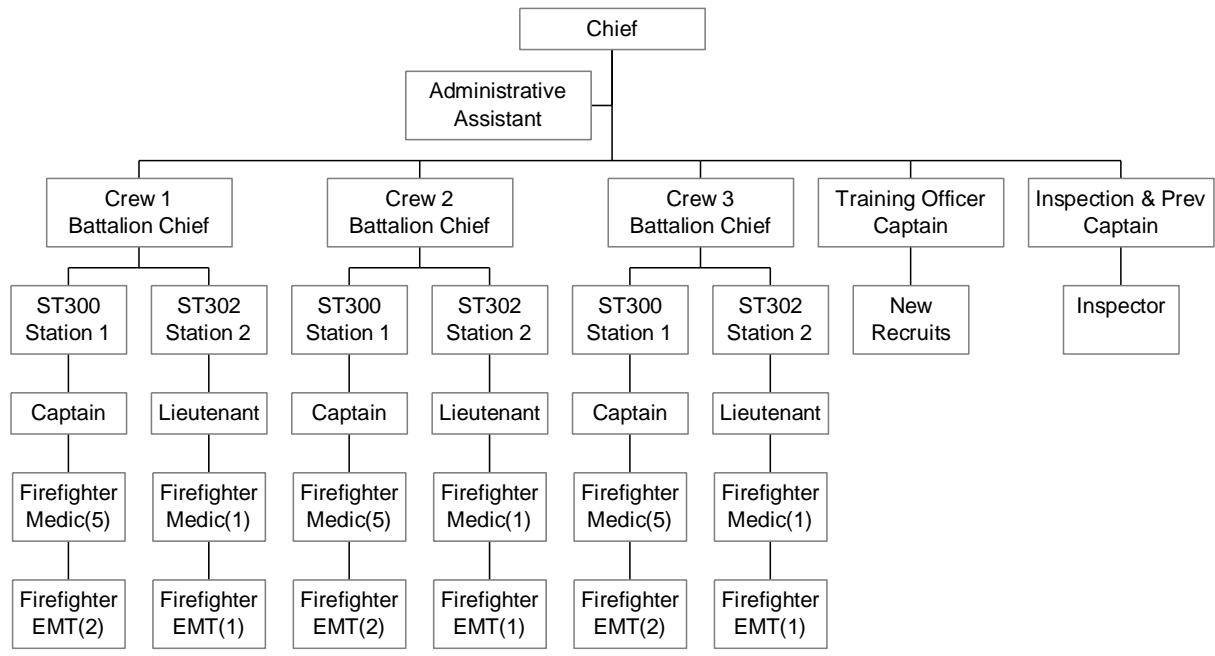 Chief
Administrative
Assistant
Crew 1
Battalion Chief
Crew 2
Battalion Chief
Crew 3
Battalion Chief
Training Officer
Captain
Inspection & Prev
Captain
ST300
Station 1
ST302
Station 2
ST300
Station 1
ST302
Station 2
ST300
Station 1
ST302
Station 2
New
Recruits
Inspector
Captain
Lieutenant
Captain
Lieutenant
Captain
Lieutenant
Firefighter
Medic(5)
Firefighter
Medic(1)
Firefighter
Medic(5)
Firefighter
Medic(1)
Firefighter
Medic(5)
Firefighter
Medic(1)
Firefighter
EMT(2)
Firefighter
EMT(1)
Firefighter
EMT(2)
Firefighter
EMT(1)
Firefighter
EMT(2)
Firefighter
EMT(1)